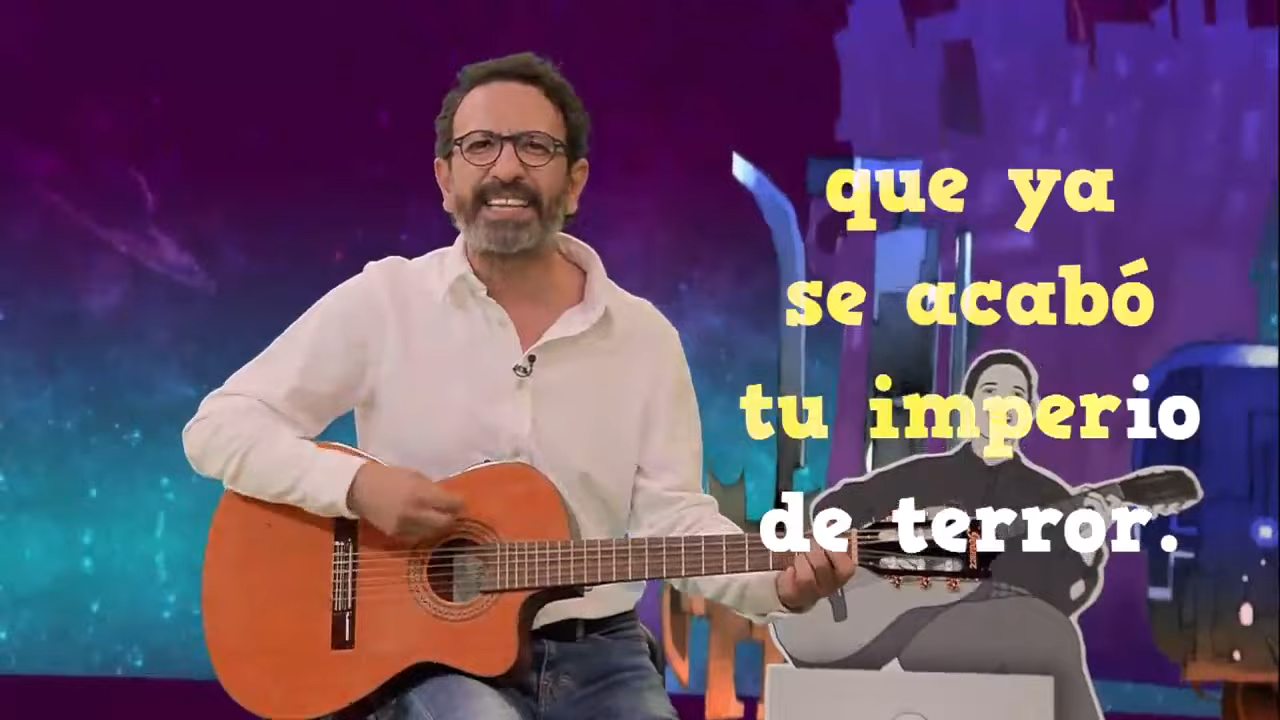 que ya
se acabó
tu imperio
de terror.